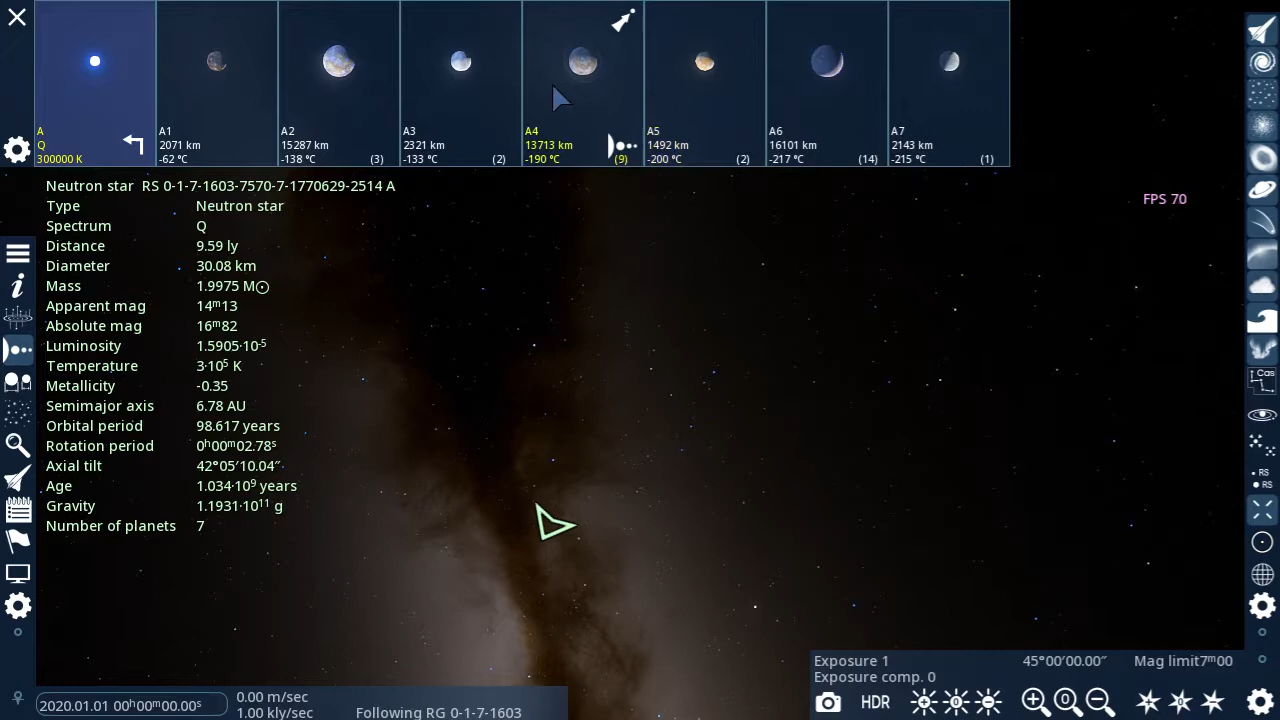 A
Q
300000 K
A1
2071 km
-62 °C
A2
15287 km
-138 °C (3)
A3
2321 km
-133 °C (2)
A4
13713 km
-190 °C (9)
A5
1492 km
-200 °C (2)
A6
16101 km
-217 °C (14)
A7
2143 km
-215 °C (1)
Neutron star RS 0-1-7-1603-7570-7-1770629-2514 A
Type Neutron star
Spectrum Q
Distance 9.59 ly
Diameter 30.08 km
Mass 1.9975 M☉
Apparent mag 14ᵐ13
Absolute mag 16ᵐ82
Luminosity 1.5905·10⁻⁵
Temperature 3·10⁵ K
Metallicity -0.35
Semimajor axis 6.78 AU
Orbital period 98.617 years
Rotation period 0ʰ00ᵐ02.78ˢ
Axial tilt 42°05′10.04″
Age 1.034·10⁹ years
Gravity 1.1931·10¹¹ g
Number of planets 7
FPS 70
Cas
RS
RS
Exposure 1 45°00′00.00″ Mag limit 7ᵐ00
Exposure comp. 0
HDR
0
0
2020.01.01 00ʰ00ᵐ00.00ˢ
0.00 m/sec
1.00 kly/sec Following RG 0-1-7-1603